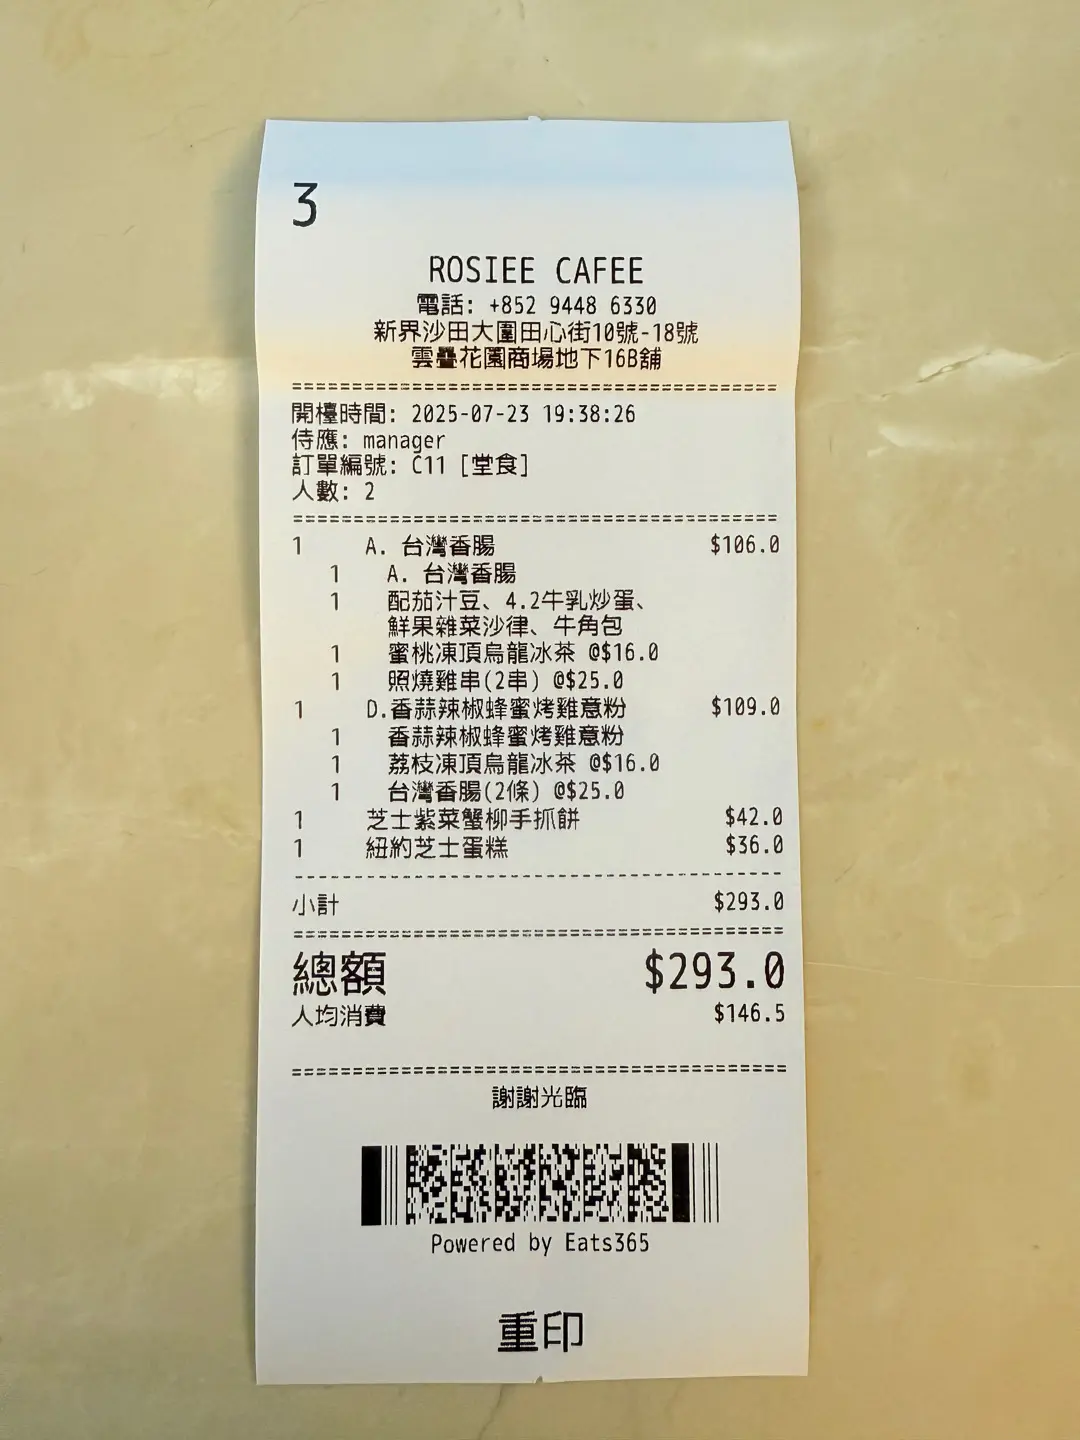 3
ROSIEE CAFEE
電話: +852 9448 6330
新界沙田大圍田心街10號-18號
雲疊花園商場地下16B舖
開檯時間: 2025-07-23 19:38:26
侍應: manager
訂單編號: C11 [堂食]
人數: 2
1 A. 台灣香腸 $106.0
1 A. 台灣香腸
1 配茄汁豆、4.2牛乳炒蛋、
鮮果雜菜沙律、牛角包
1 蜜桃凍頂烏龍冰茶 @$16.0
1 照燒雞串(2串) @$25.0
1 D.香蒜辣椒蜂蜜烤雞意粉 $109.0
1 香蒜辣椒蜂蜜烤雞意粉
1 荔枝凍頂烏龍冰茶 @$16.0
1 台灣香腸(2條) @$25.0
1 芝士紫菜蟹柳手抓餅 $42.0
1 紐約芝士蛋糕 $36.0
小計 $293.0
總額 $293.0
人均消費 $146.5
謝謝光臨
Powered by Eats365
重印